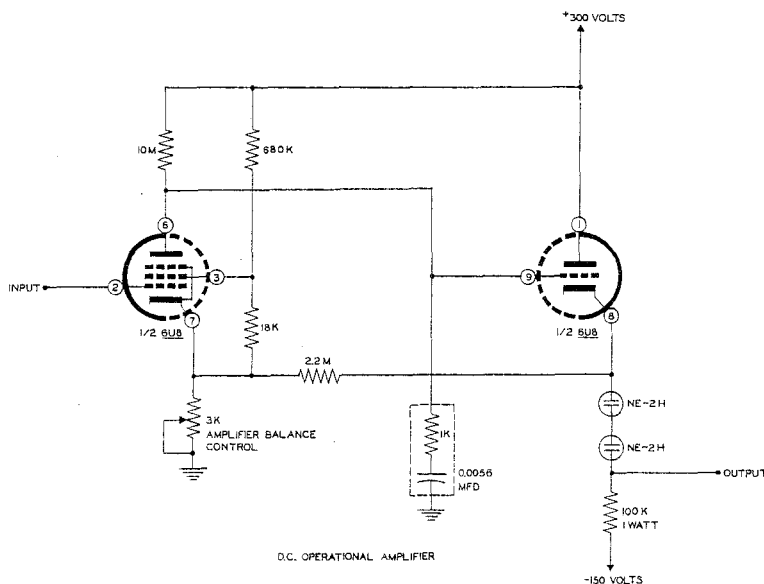 +300 VOLTS
10M
680K
6
1
3
9
INPUT
2
7
8
1/2 6U8
1/2 6U8
18K
2.2M
NE-2H
3K
AMPLIFIER BALANCE
CONTROL
1K
NE-2H
0.0056
MFD
OUTPUT
100K
1 WATT
D.C. OPERATIONAL AMPLIFIER
-150 VOLTS